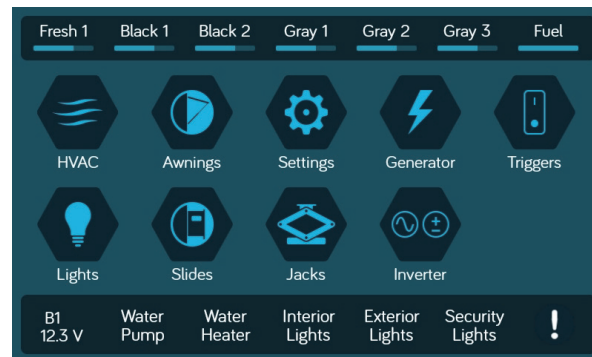 Fresh 1 Black 1 Black 2 Gray 1 Gray 2 Gray 3 Fuel
HVAC Awnings Settings Generator Triggers
Lights Slides Jacks Inverter
B1 Water Water Interior Exterior Security
12.3 V Pump Heater Lights Lights Lights !